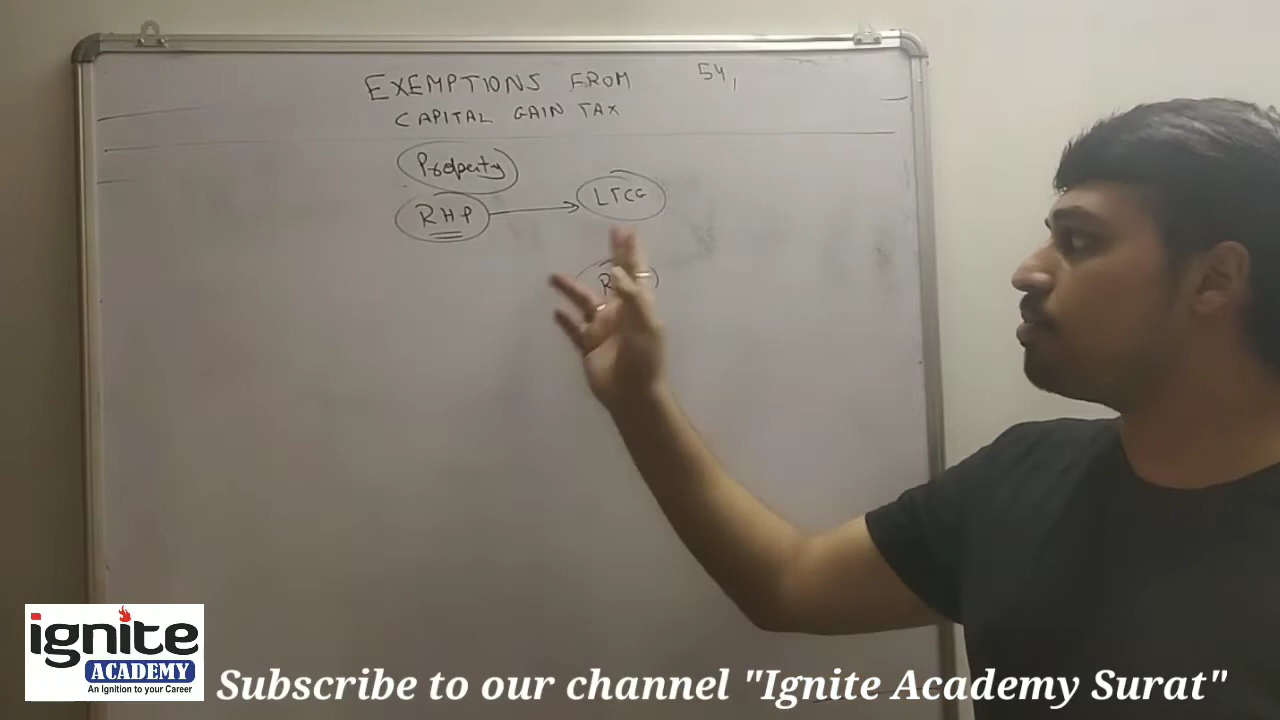 EXEMPTIONS FROM 54,
CAPITAL GAIN TAX
Property
RHP → LTCG
ignite
ACADEMY
An Ignition to your Career
Subscribe to our channel "Ignite Academy Surat"